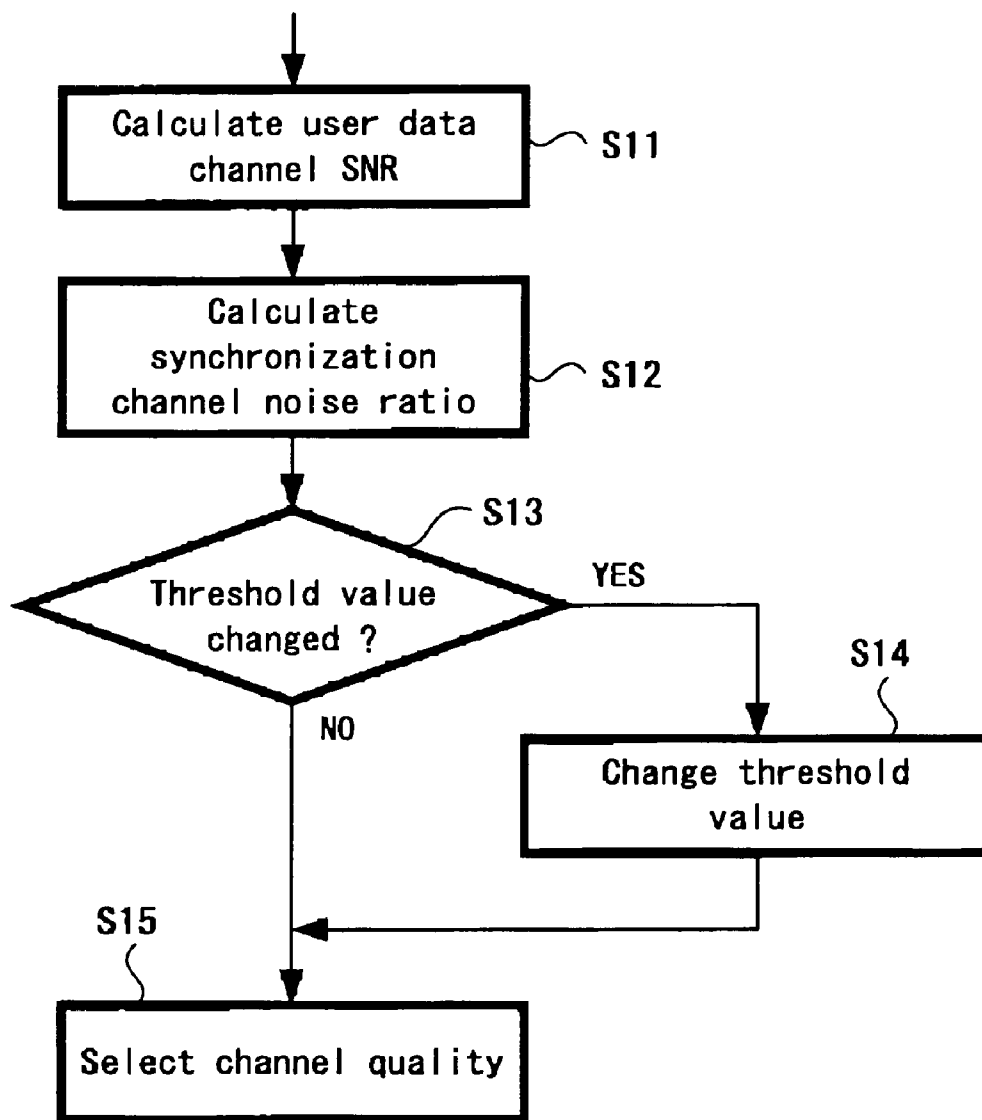 Calculate user data
channel SNR
S11
Calculate
synchronization
channel noise ratio
S12
S13
Threshold value
changed ?
YES
NO
S14
Change threshold
value
S15
Select channel quality